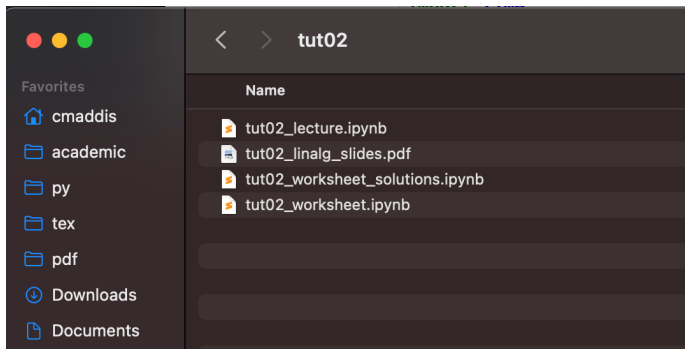 tut02
Favorites
cmaddis
academic
py
tex
pdf
Downloads
Documents
Name
tut02_lecture.ipynb
tut02_linalg_slides.pdf
tut02_worksheet_solutions.ipynb
tut02_worksheet.ipynb